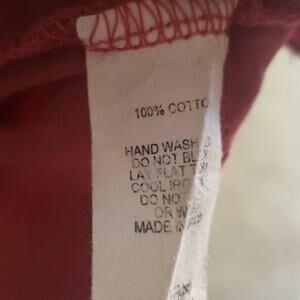 100% COTTO
HAND WASH
DO NOT BL
LAY FLAT T
COOL IRO
DO NO
OR W
MADE IN